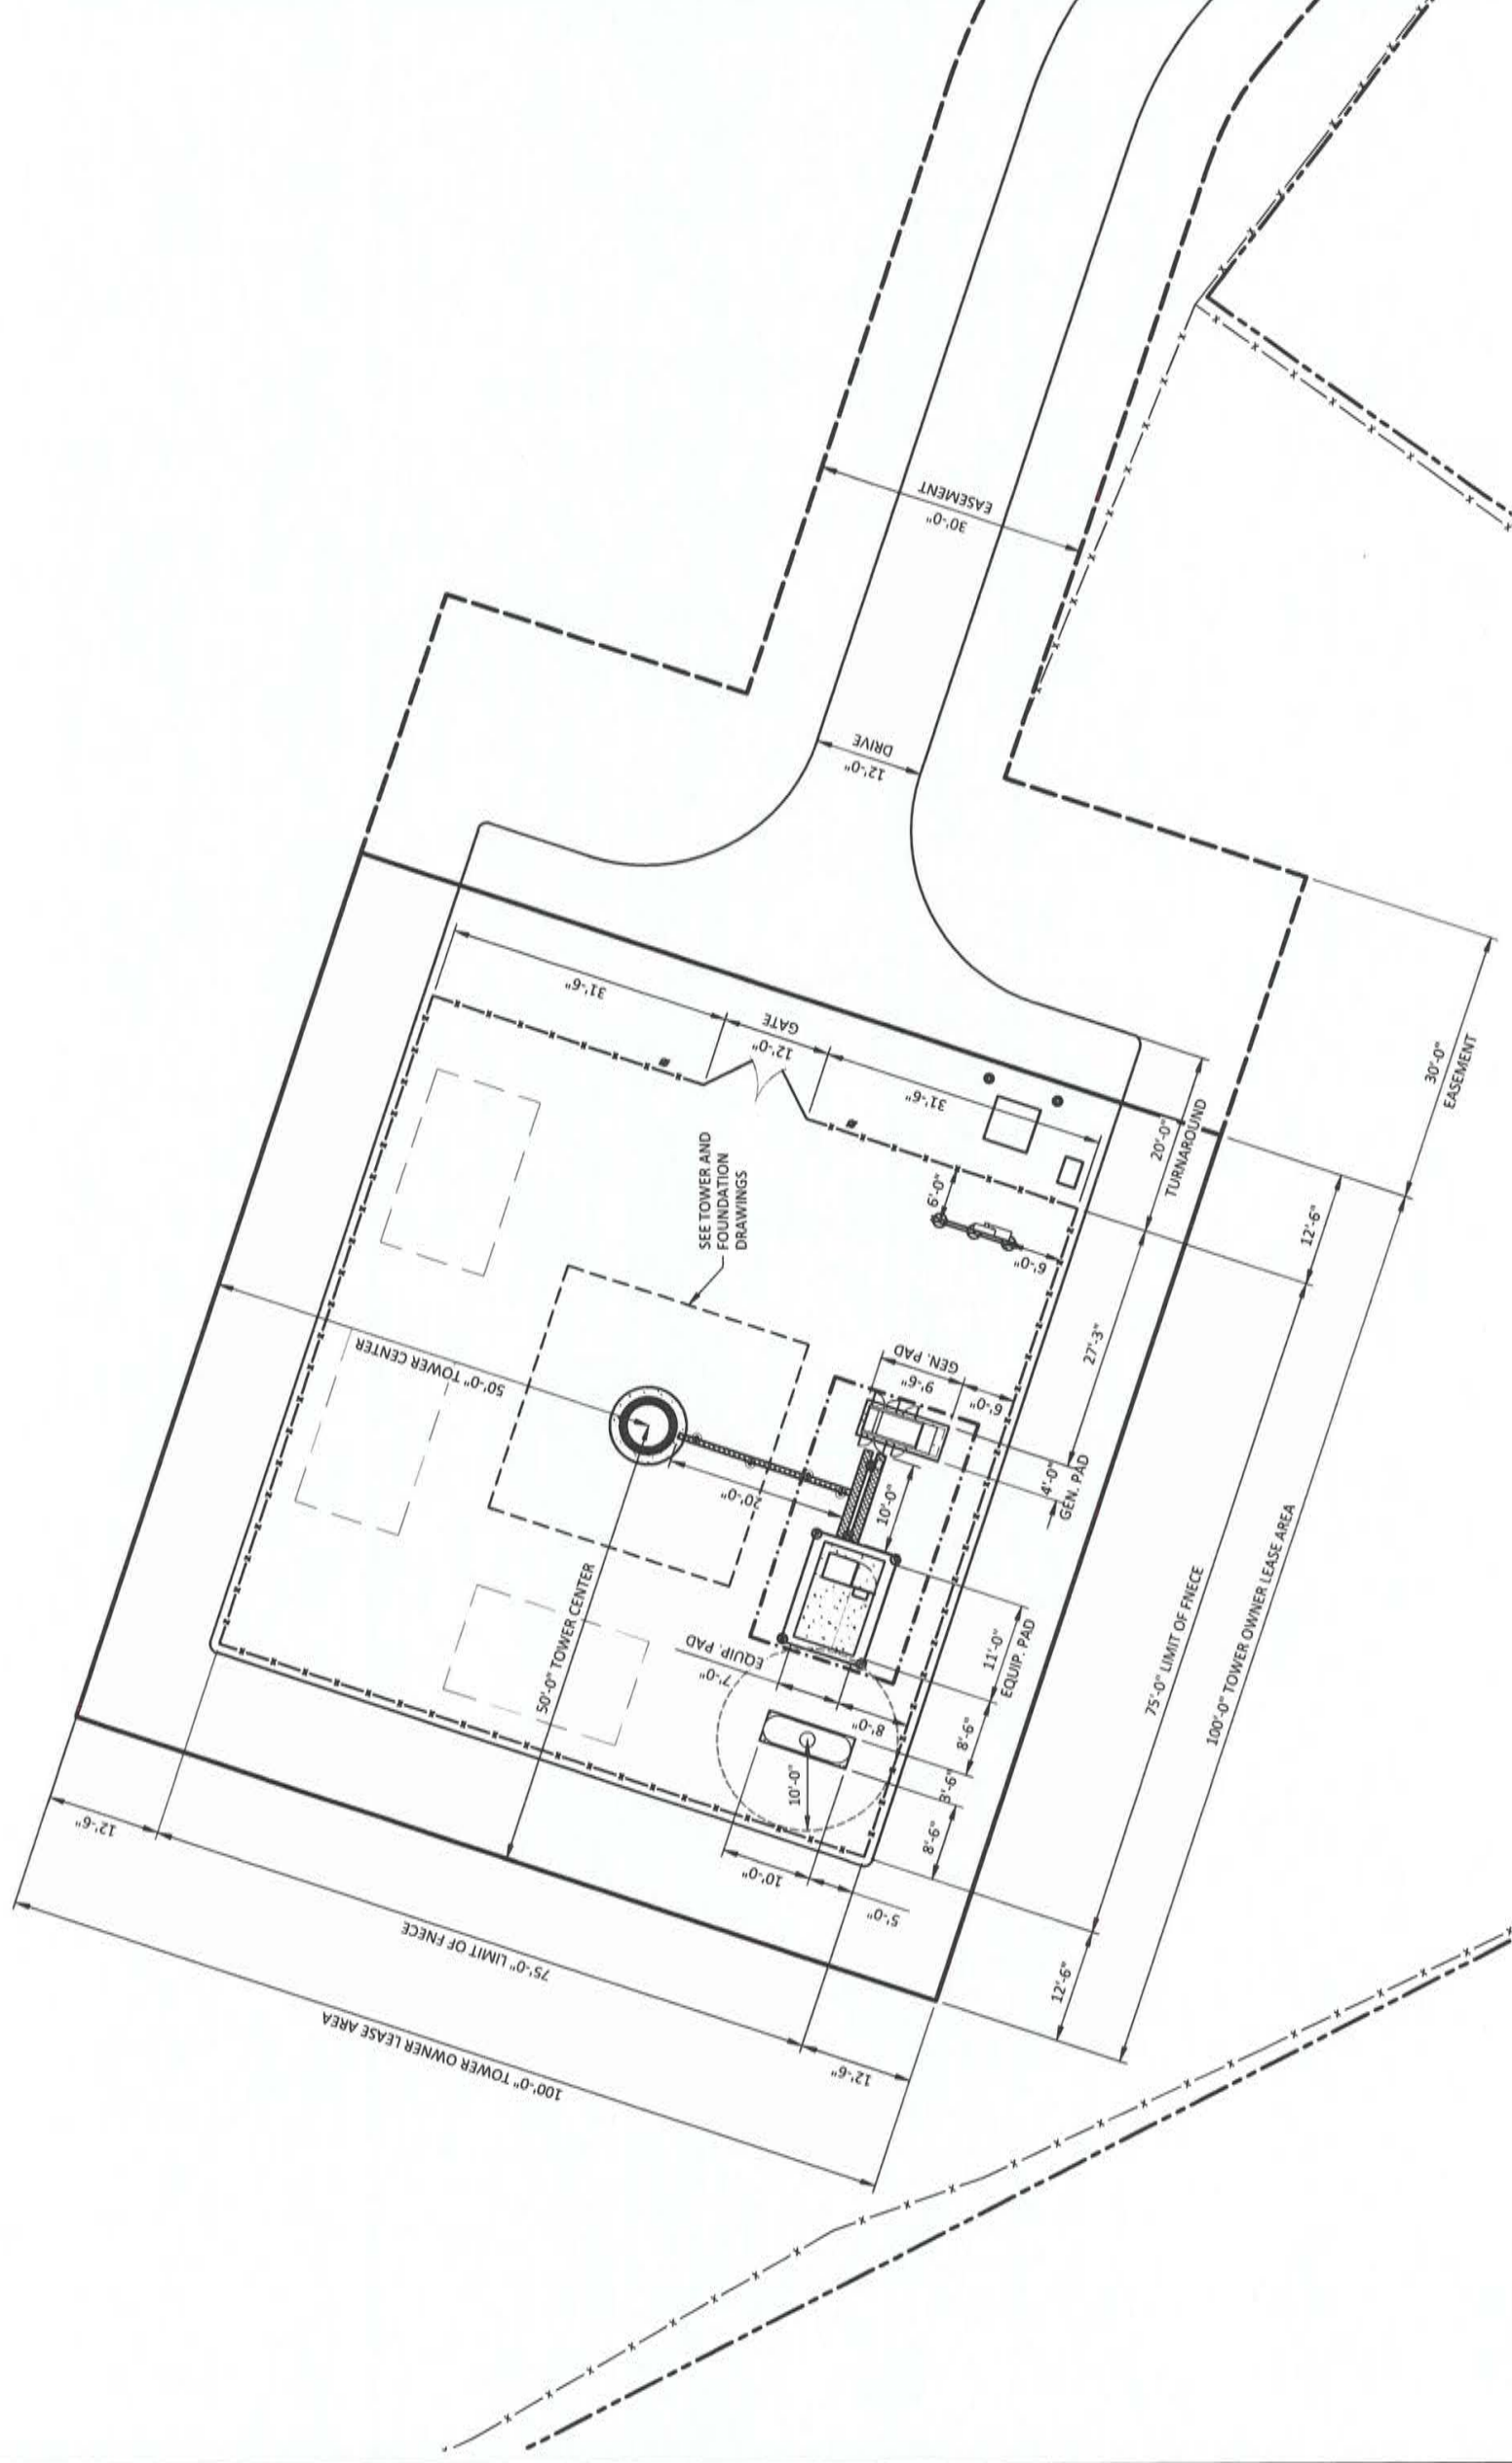 30'-0"
EASEMENT
12'-0"
DRIVE
31'-6"
12'-0"
GATE
31'-6"
SEE TOWER AND
FOUNDATION
DRAWINGS
50'-0" TOWER CENTER
50'-0" TOWER CENTER
20'-0"
6'-0"
6'-0"
20'-0"
TURNAROUND
30'-0"
EASEMENT
12'-6"
27'-3"
9'-6"
GEN. PAD
6'-0"
4'-0"
GEN. PAD
10'-0"
7'-0"
EQUIP. PAD
8'-0"
11'-0"
EQUIP. PAD
8'-6"
3'-6"
8'-6"
10'-0"
10'-0"
5'-0"
75'-0" LIMIT OF FNECE
100'-0" TOWER OWNER LEASE AREA
12'-6"
12'-6"
75'-0" LIMIT OF FNECE
12'-6"
100'-0" TOWER OWNER LEASE AREA